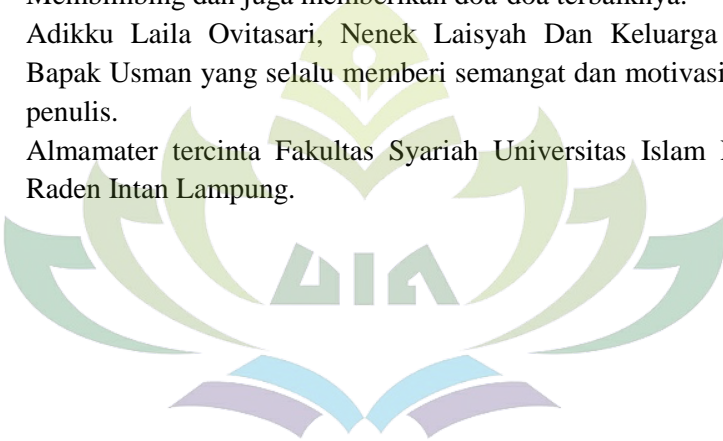 Membimbing dan juga memberikan doa-doa terbaiknya.
Adikku Laila Ovitasari, Nenek Laisyah Dan Keluarga
Bapak Usman yang selalu memberi semangat dan motivasi
penulis.
Almamater tercinta Fakultas Syariah Universitas Islam
Raden Intan Lampung.
UIN